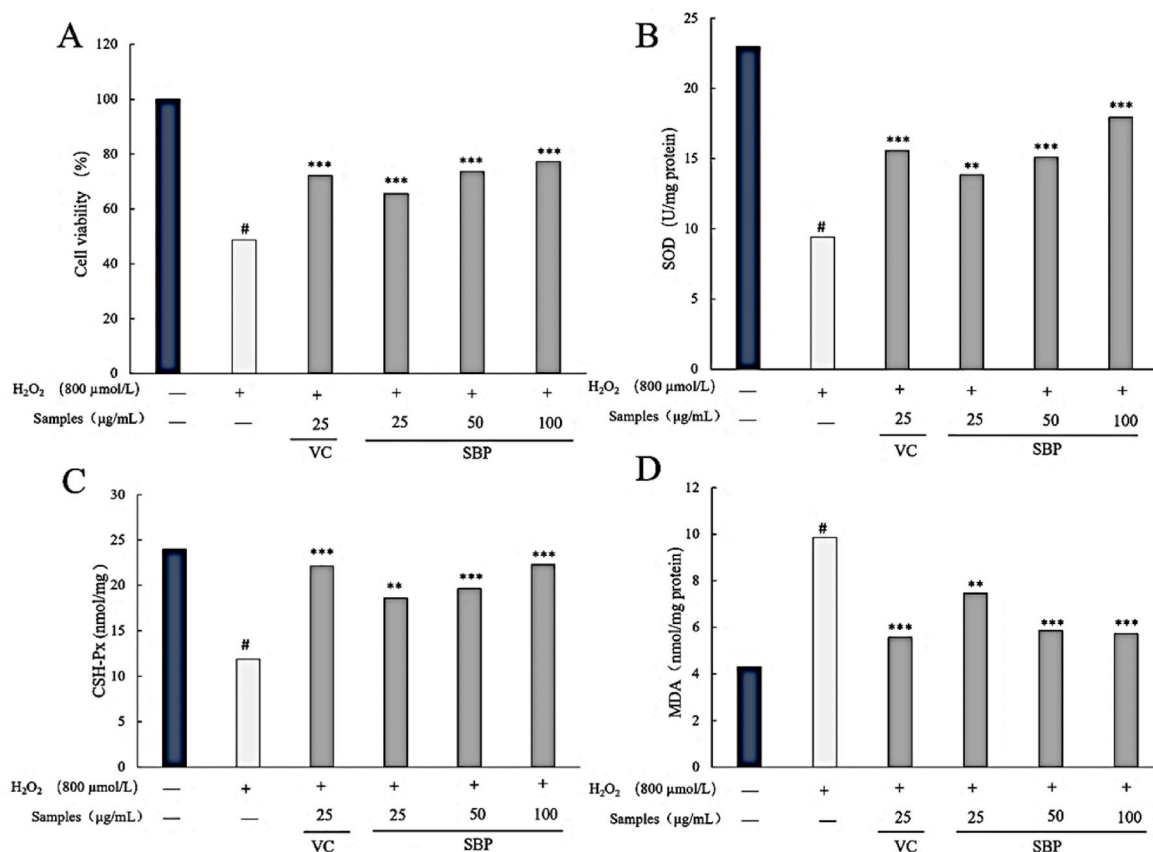 A
120
100
80
60
40
20
0
Cell viability (%)
#
***
***
***
***
H₂O₂ (800 μmol/L) — + + + + +
Samples (μg/mL) — — 25 25 50 100
VC SBP
B
25
20
15
10
5
0
SOD (U/mg protein)
#
***
**
***
***
H₂O₂ (800 μmol/L) — + + + + +
Samples (μg/mL) — — 25 25 50 100
VC SBP
C
30
25
20
15
10
5
0
CSH-Px (nmol/mg)
#
***
**
***
***
H₂O₂ (800 μmol/L) — + + + + +
Samples (μg/mL) — — 25 25 50 100
VC SBP
D
12
10
8
6
4
2
0
MDA (nmol/mg protein)
#
***
**
***
***
H₂O₂ (800 μmol/L) — + + + + +
Samples (μg/mL) — — 25 25 50 100
VC SBP